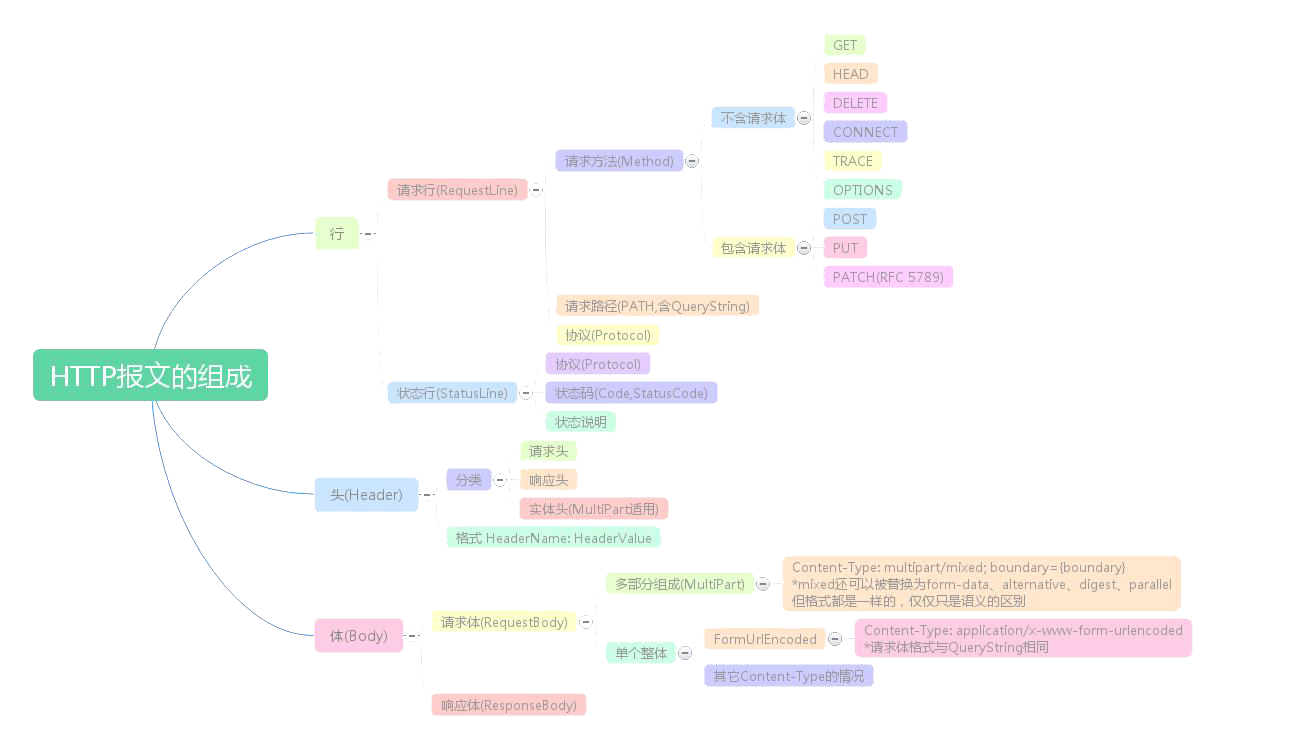 HTTP报文的组成
行
请求行(RequestLine)
请求方法(Method)
不含请求体
GET
HEAD
DELETE
CONNECT
TRACE
OPTIONS
包含请求体
POST
PUT
PATCH(RFC 5789)
请求路径(PATH,含QueryString)
协议(Protocol)
状态行(StatusLine)
协议(Protocol)
状态码(Code,StatusCode)
状态说明
头(Header)
分类
请求头
响应头
实体头(MultiPart适用)
格式 HeaderName: HeaderValue
体(Body)
请求体(RequestBody)
多部分组成(MultiPart)
Content-Type: multipart/mixed; boundary={boundary}
*mixed还可以被替换为form-data、alternative、digest、parallel
但格式都是一样的，仅仅只是语义的区别
单个整体
FormUrlEncoded
Content-Type: application/x-www-form-urlencoded
*请求体格式与QueryString相同
其它Content-Type的情况
响应体(ResponseBody)